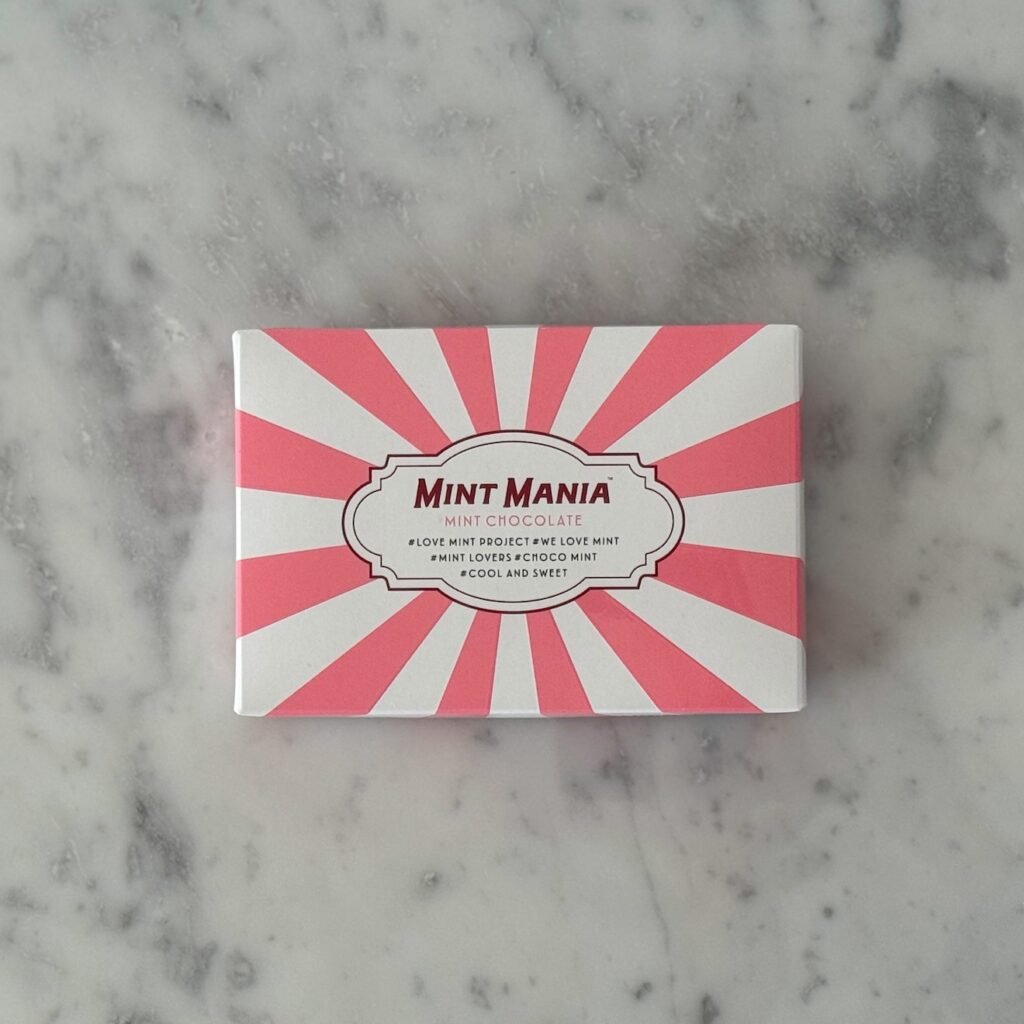 MINT MANIA™
MINT CHOCOLATE
#LOVE MINT PROJECT #WE LOVE MINT
#MINT LOVERS #CHOCO MINT
#COOL AND SWEET